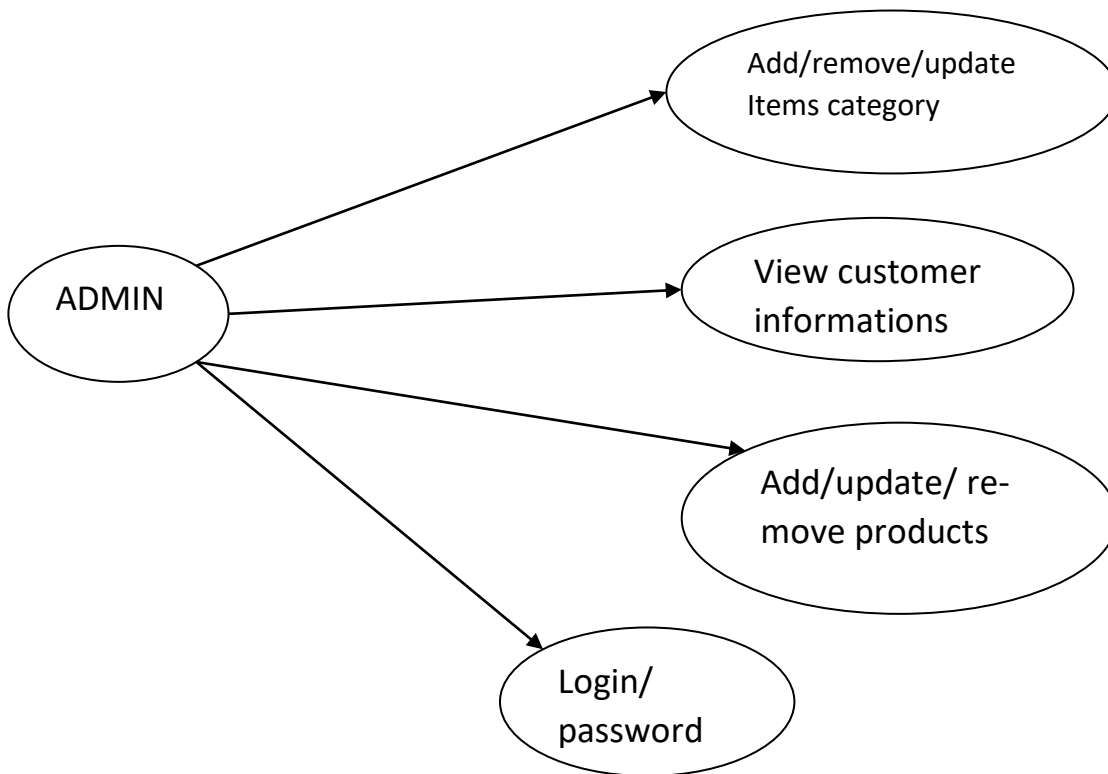 Add/remove/update
Items category
ADMIN
View customer
informations
Add/update/ re-
move products
Login/
password